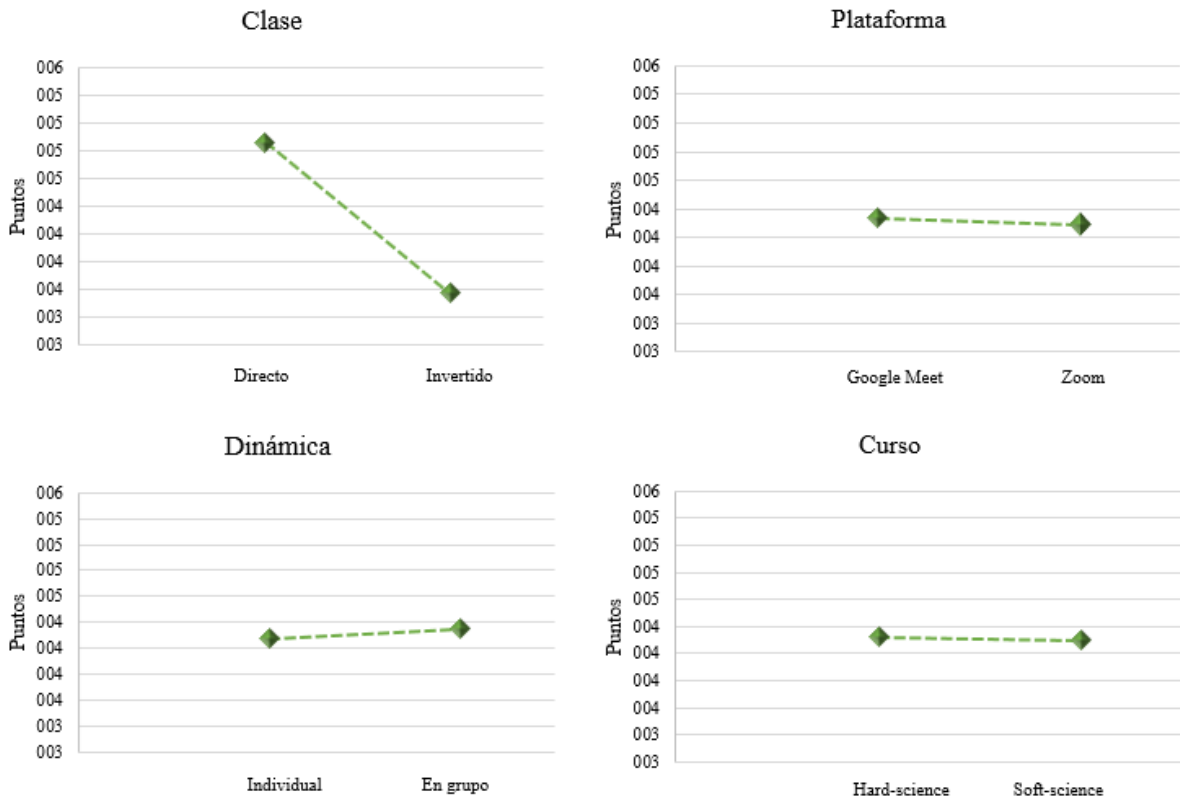 Clase
Puntos
006
005
005
005
005
004
004
004
004
003
003
Directo
Invertido
Plataforma
Puntos
006
005
005
005
005
004
004
004
004
003
003
Google Meet
Zoom
Dinámica
Puntos
006
005
005
005
005
004
004
004
004
003
003
Individual
En grupo
Curso
Puntos
006
005
005
005
005
004
004
004
004
003
003
Hard-science
Soft-science